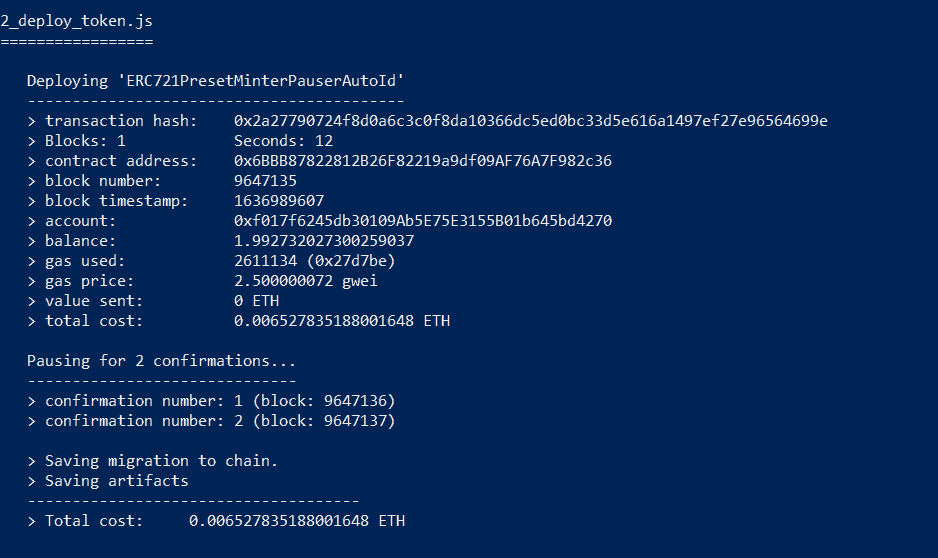 2_deploy_token.js
=================
Deploying 'ERC721PresetMinterPauserAutoId'
------------------------------------------
> transaction hash: 0x2a27790724f8d0a6c3c0f8da10366dc5ed0bc33d5e616a1497ef27e96564699e
> Blocks: 1 Seconds: 12
> contract address: 0x6BBB87822812B26F82219a9df09AF76A7F982c36
> block number: 9647135
> block timestamp: 1636989607
> account: 0xf017f6245db30109Ab5E75E3155B01b645bd4270
> balance: 1.992732027300259037
> gas used: 2611134 (0x27d7be)
> gas price: 2.500000072 gwei
> value sent: 0 ETH
> total cost: 0.006527835188001648 ETH
Pausing for 2 confirmations...
------------------------------
> confirmation number: 1 (block: 9647136)
> confirmation number: 2 (block: 9647137)
> Saving migration to chain.
> Saving artifacts
-------------------------------------
> Total cost: 0.006527835188001648 ETH